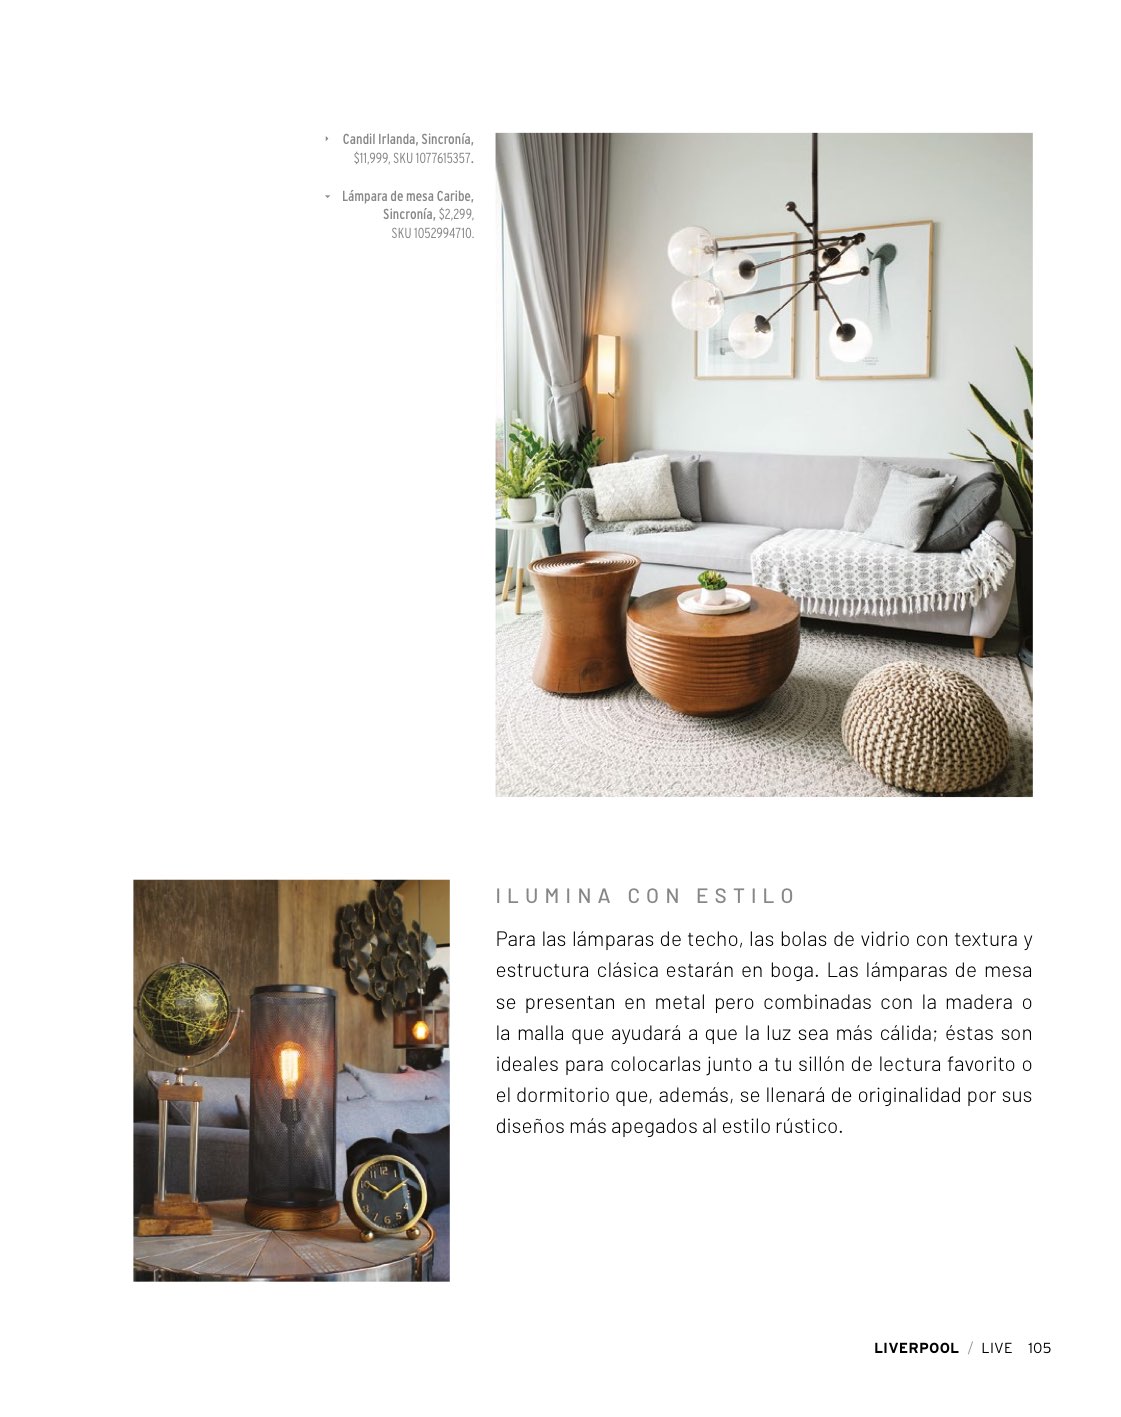 Candil Irlanda, Sincronía,
$11,999, SKU 1077615357.
Lámpara de mesa Caribe,
Sincronía, $2,299,
SKU 1052994710.
ILUMINA CON ESTILO
Para las lámparas de techo, las bolas de vidrio con textura y
estructura clásica estarán en boga. Las lámparas de mesa
se presentan en metal pero combinadas con la madera o
la malla que ayudará a que la luz sea más cálida; éstas son
ideales para colocarlas junto a tu sillón de lectura favorito o
el dormitorio que, además, se llenará de originalidad por sus
diseños más apegados al estilo rústico.
LIVERPOOL / LIVE 105